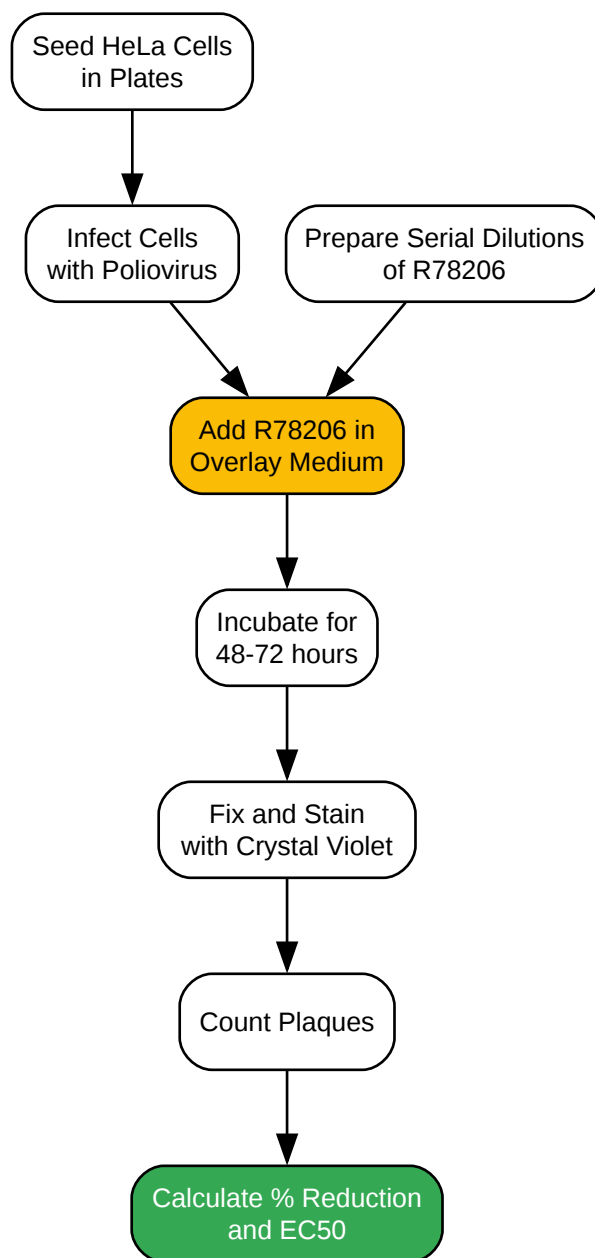 Seed HeLa Cells
in Plates
Infect Cells
with Poliovirus
Prepare Serial Dilutions
of R78206
Add R78206 in
Overlay Medium
Incubate for
48-72 hours
Fix and Stain
with Crystal Violet
Count Plaques
Calculate % Reduction
and EC50